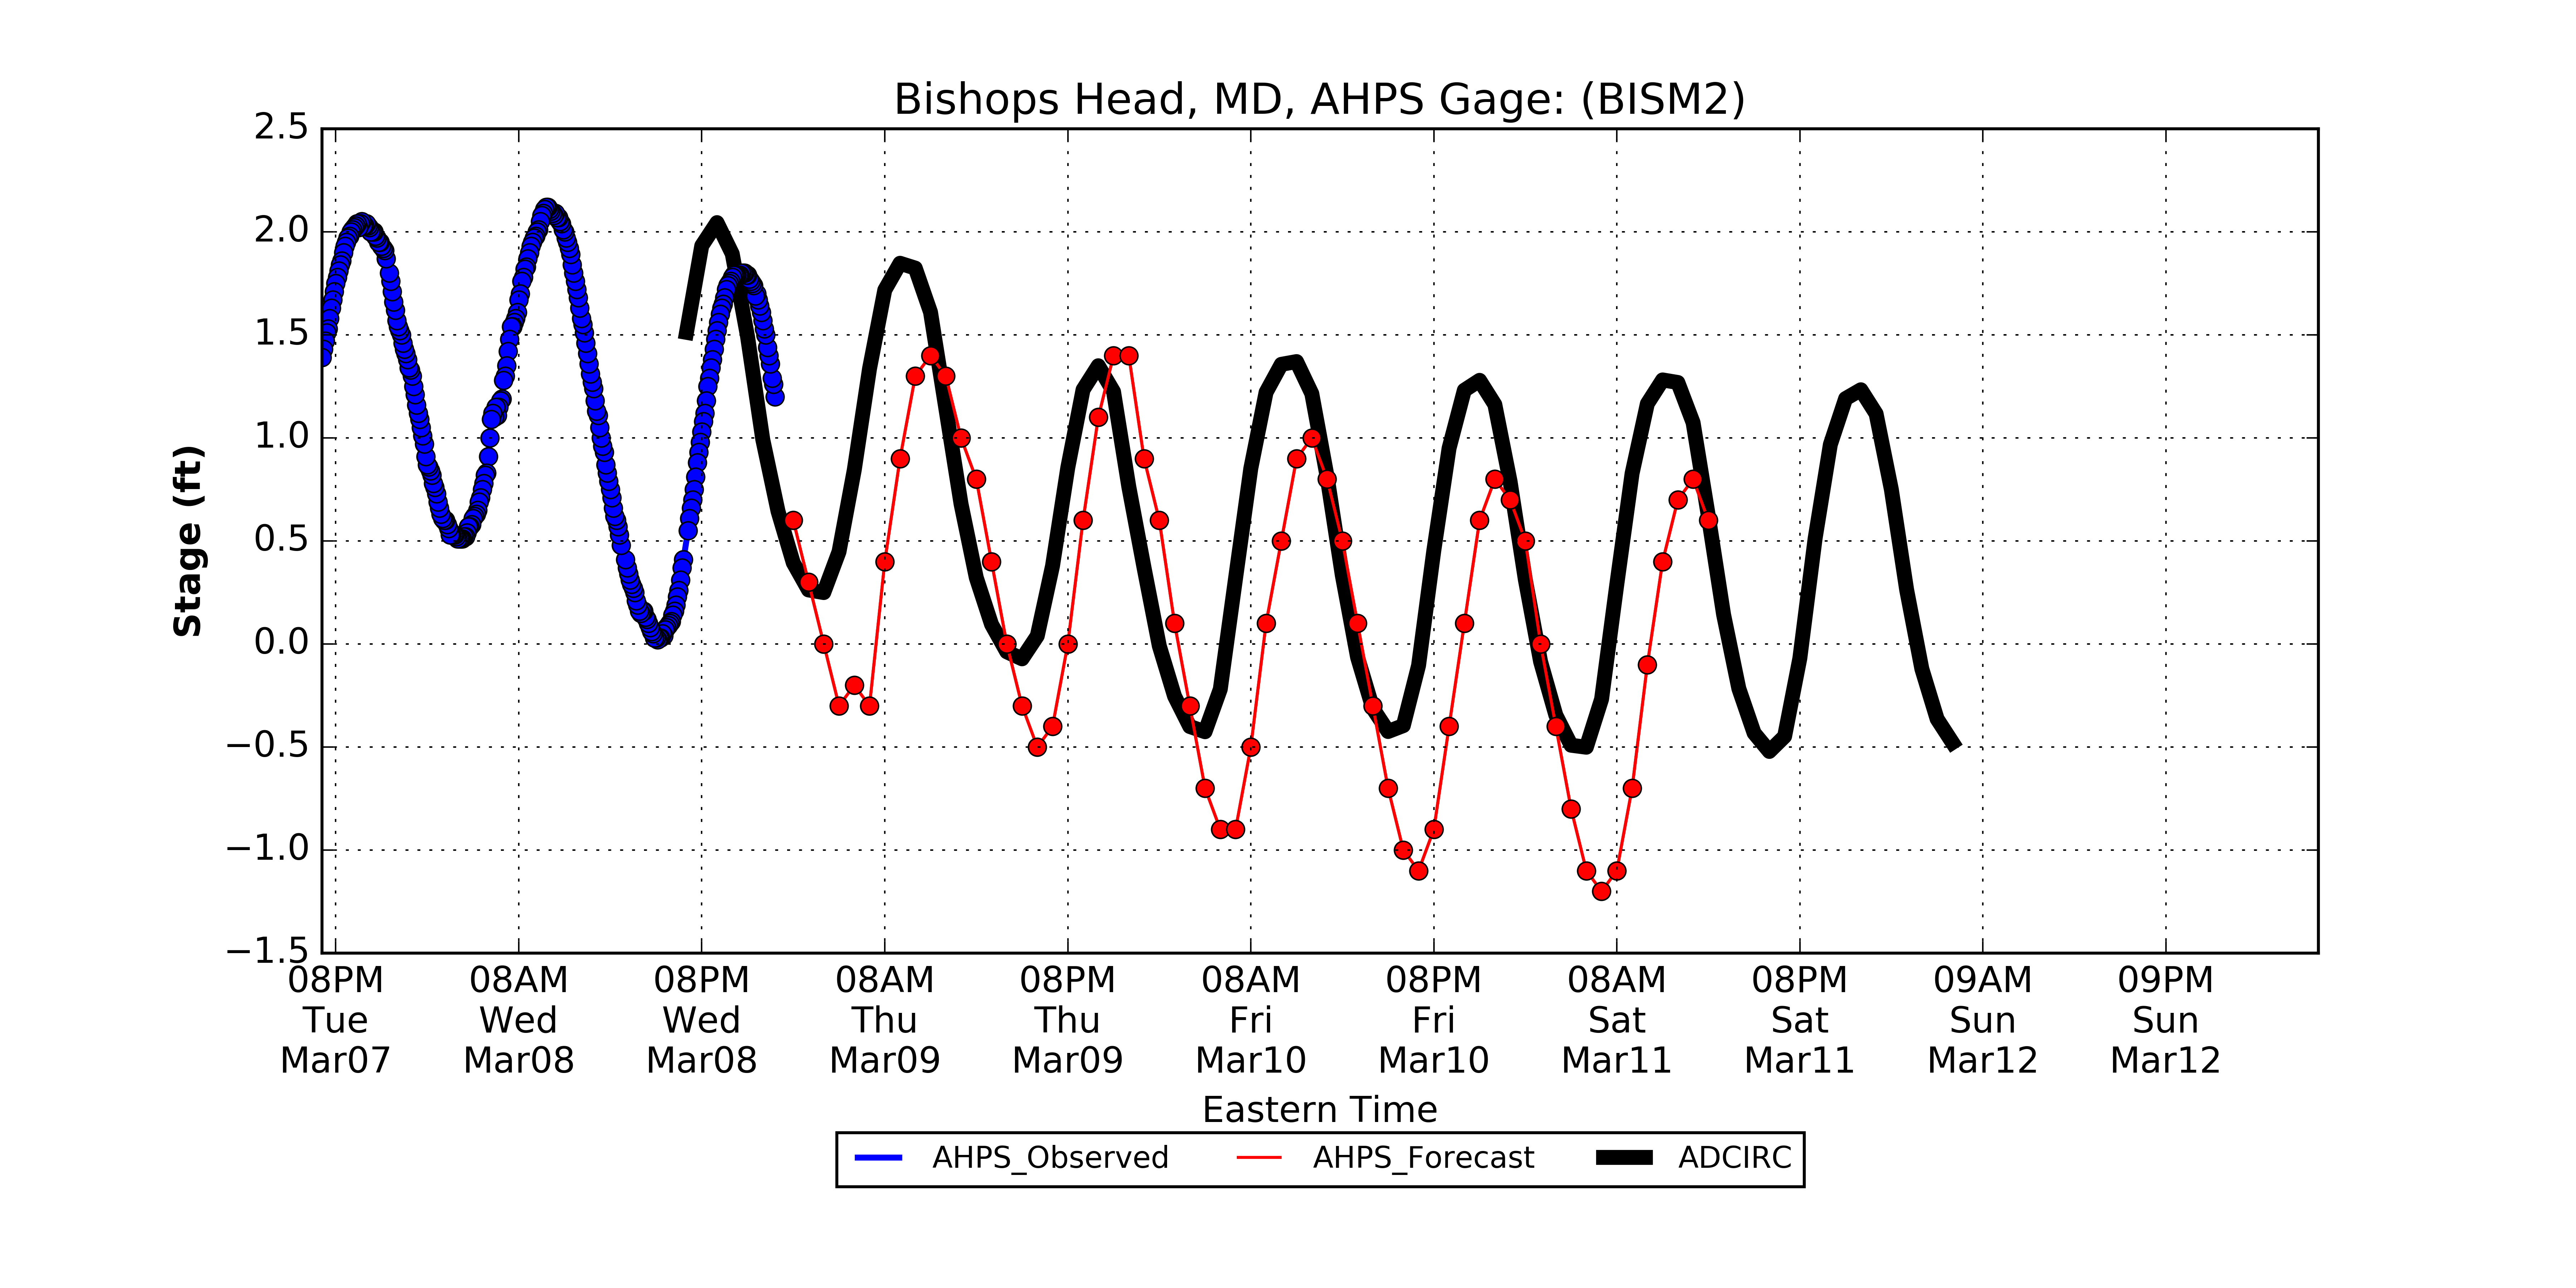 Bishops Head, MD, AHPS Gage: (BISM2)
2.5
2.0
1.5
1.0
0.5
0.0
−0.5
−1.0
−1.5
Stage (ft)
08PM 08AM 08PM 08AM 08PM 08AM 08PM 08AM 08PM 09AM 09PM
Tue Wed Wed Thu Thu Fri Fri Sat Sat Sun Sun
Mar07 Mar08 Mar08 Mar09 Mar09 Mar10 Mar10 Mar11 Mar11 Mar12 Mar12
Eastern Time
AHPS_Observed AHPS_Forecast ADCIRC